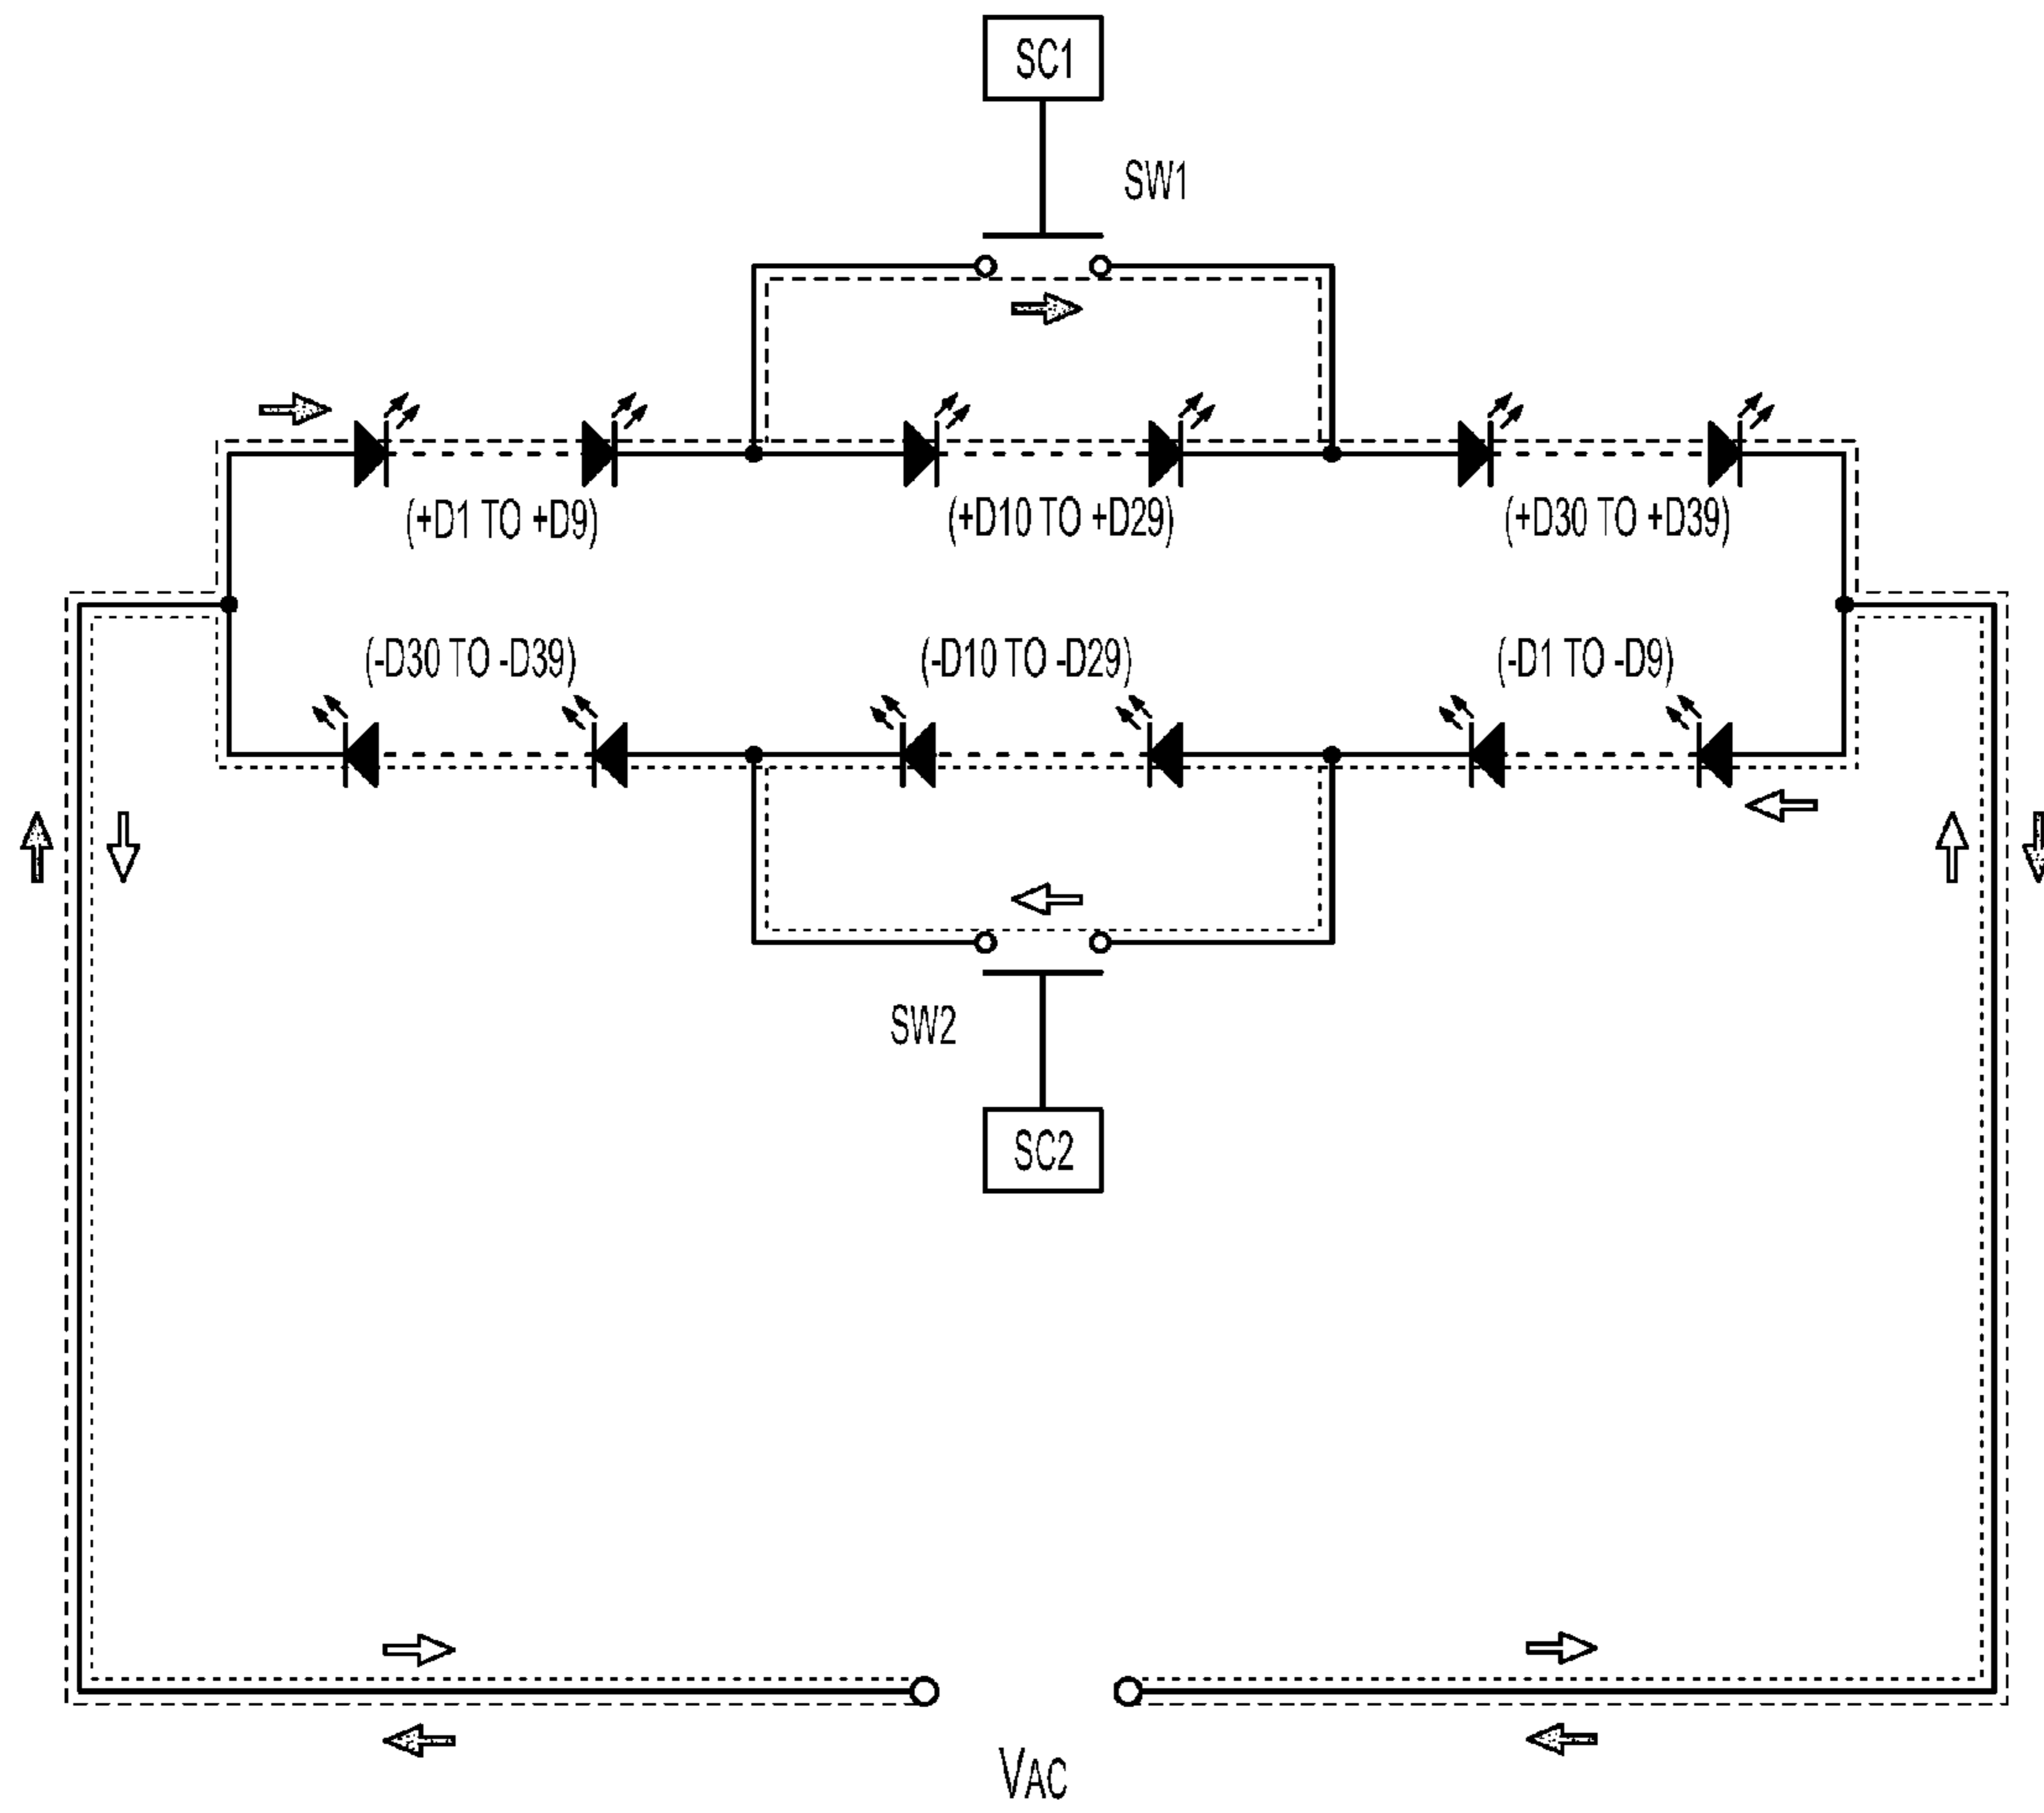 SC1
SW1
(+D1 TO +D9)
(+D10 TO +D29)
(+D30 TO +D39)
(-D30 TO -D39)
(-D10 TO -D29)
(-D1 TO -D9)
SW2
SC2
VAC